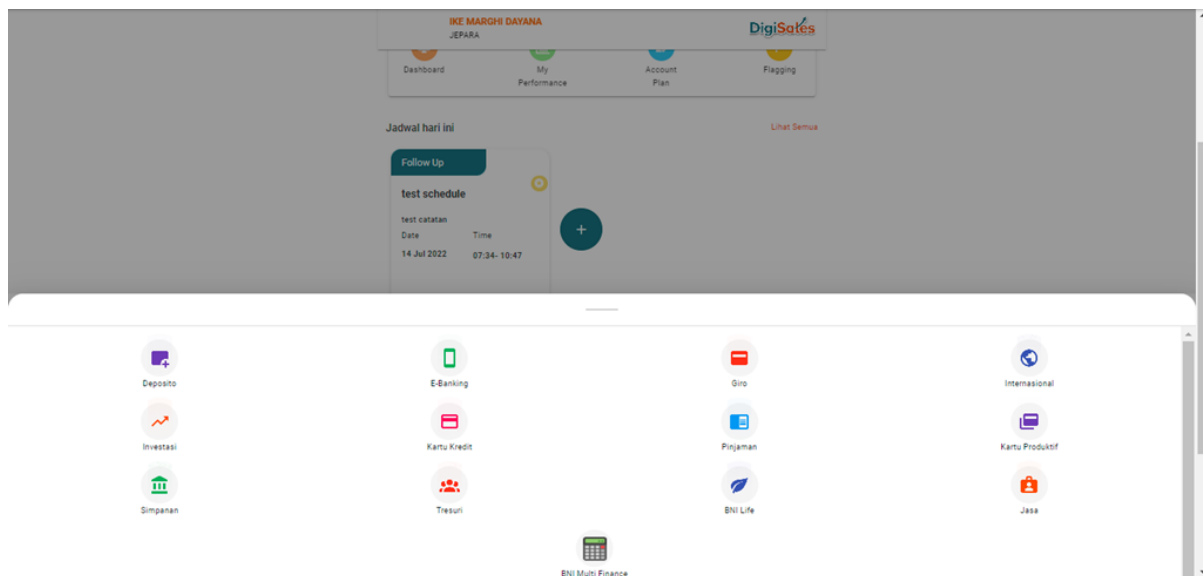 IKE MARGHI DAYANA
JEPARA
DigiSales
Dashboard
My
Performance
Account
Plan
Flagging
Jadwal hari ini
Lihat Semua
Follow Up
test schedule
test catatan
Date Time
14 Jul 2022 07:34- 10:47
Deposito E-Banking Giro Internasional
Investasi Kartu Kredit Pinjaman Kartu Produktif
Simpanan Tresuri BNI Life Jasa
BNI Multi Finance